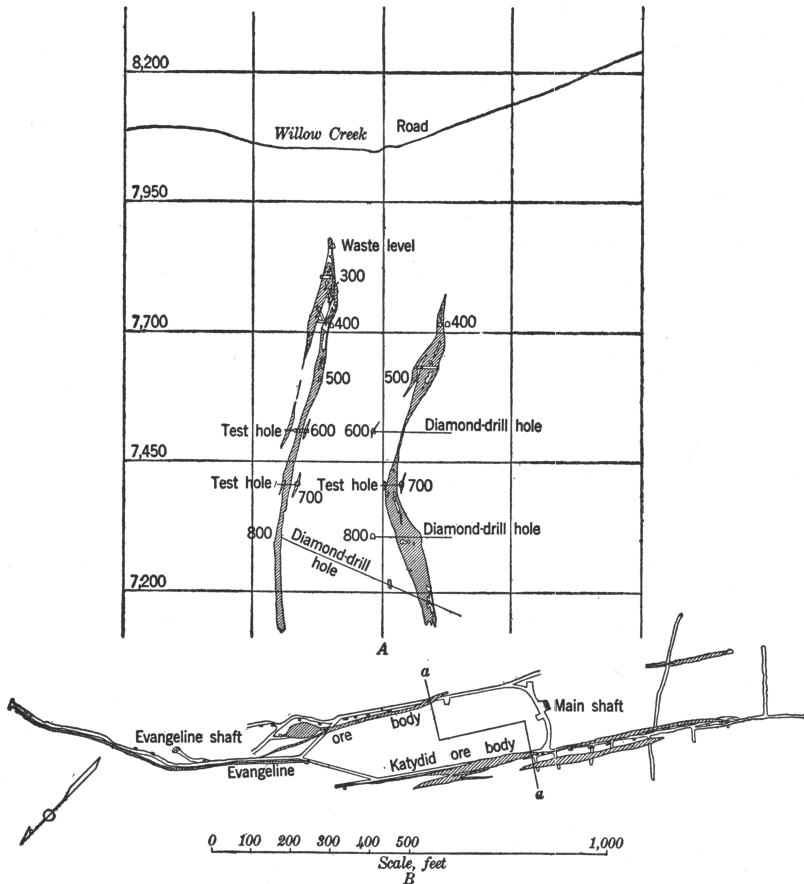 8,200
Willow Creek Road
7,950
Waste level
300
7,700
400
400
500
500
Test hole
600
600
Diamond-drill hole
7,450
Test hole
700
Test hole
700
800
Diamond-drill
hole
800
Diamond-drill hole
7,200
A
a
Evangeline shaft
ore body
Main shaft
Evangeline
Katydid ore body
a
0 100 200 300 400 500 1,000
Scale, feet
B